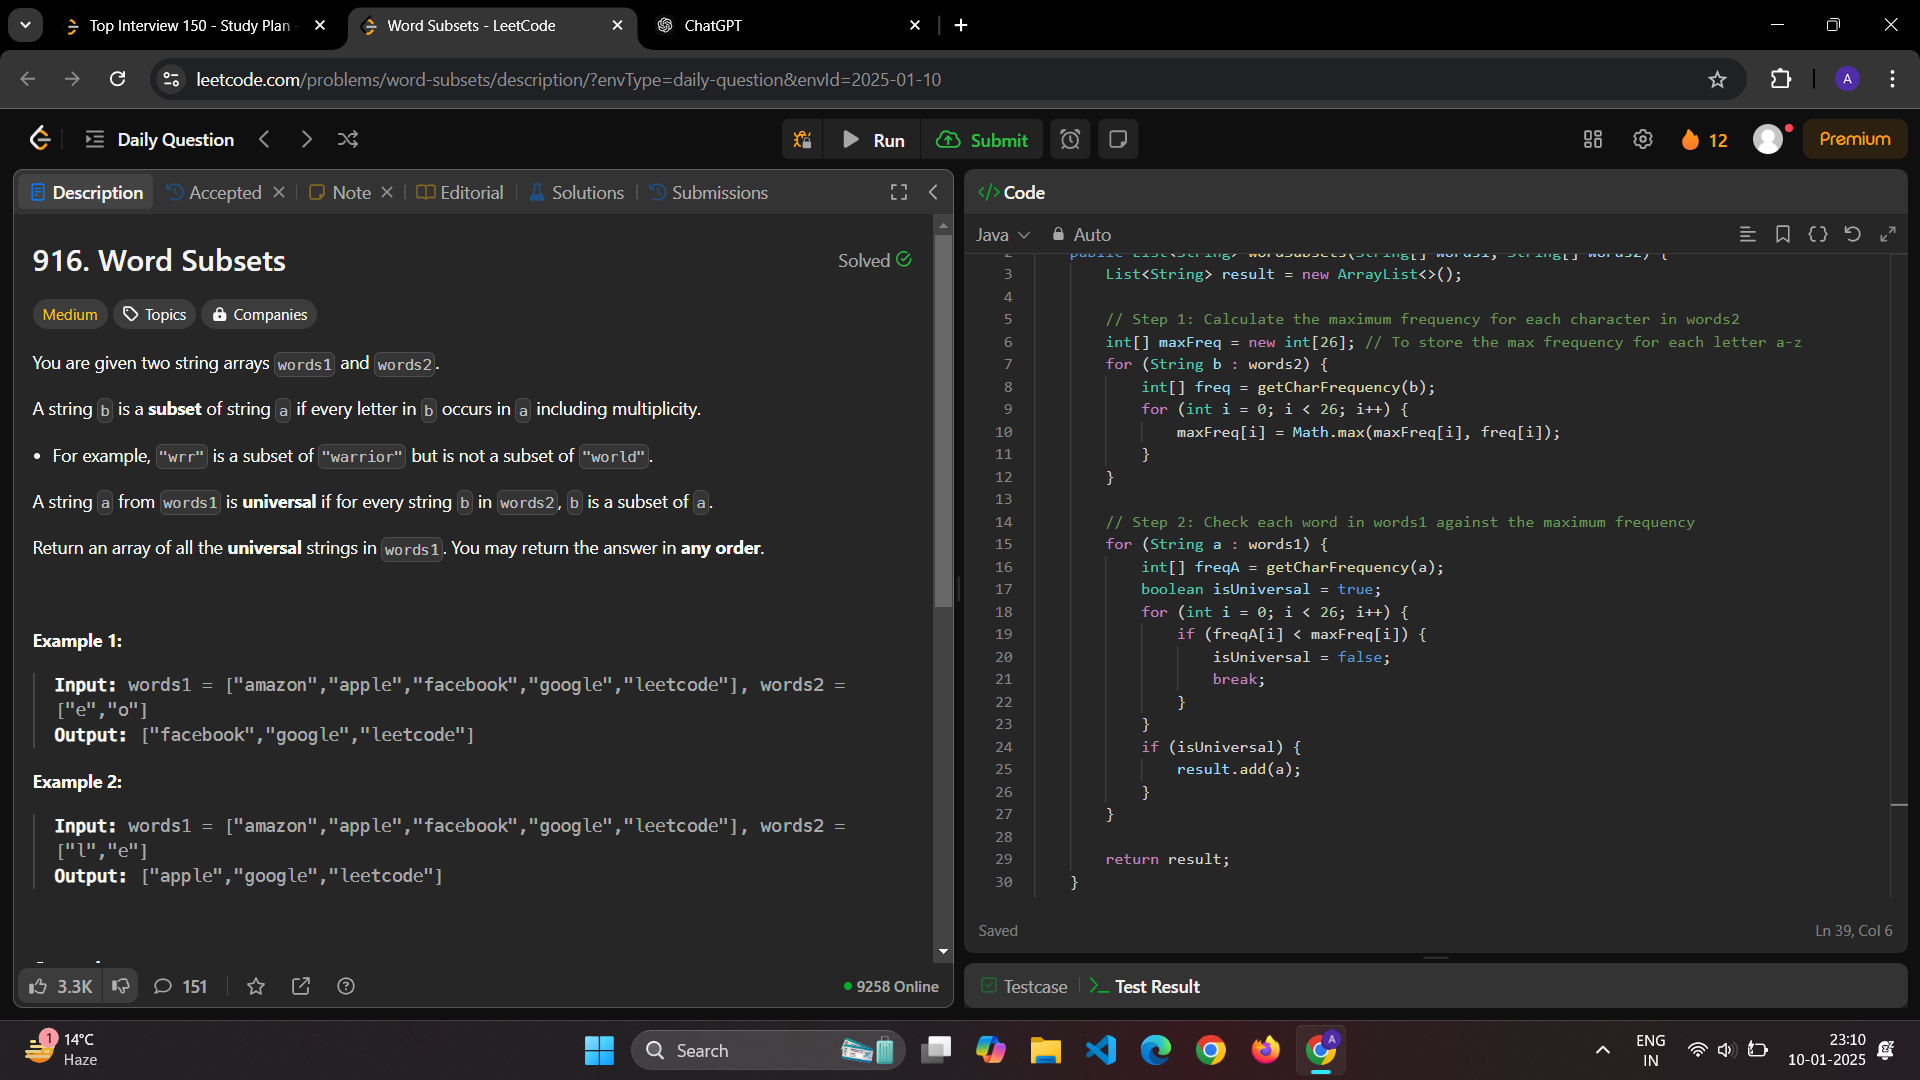 Top Interview 150 - Study Plan
Word Subsets - LeetCode
ChatGPT
leetcode.com/problems/word-subsets/description/?envType=daily-question&envId=2025-01-10
A
Daily Question
Run
Submit
12
Premium
Description
Accepted
Note
Editorial
Solutions
Submissions
916. Word Subsets
Solved
Medium
Topics
Companies
You are given two string arrays words1 and words2.
A string b is a subset of string a if every letter in b occurs in a including multiplicity.
• For example, "wrr" is a subset of "warrior" but is not a subset of "world".
A string a from words1 is universal if for every string b in words2, b is a subset of a.
Return an array of all the universal strings in words1. You may return the answer in any order.
Example 1:
Input: words1 = ["amazon","apple","facebook","google","leetcode"], words2 =
["e","o"]
Output: ["facebook","google","leetcode"]
Example 2:
Input: words1 = ["amazon","apple","facebook","google","leetcode"], words2 =
["l","e"]
Output: ["apple","google","leetcode"]
3.3K
151
9258 Online
</> Code
Java
Auto
2 public List<String> wordSubsets(String[] words1, String[] words2) {
3 List<String> result = new ArrayList<>();
4
5 // Step 1: Calculate the maximum frequency for each character in words2
6 int[] maxFreq = new int[26]; // To store the max frequency for each letter a-z
7 for (String b : words2) {
8 int[] freq = getCharFrequency(b);
9 for (int i = 0; i < 26; i++) {
10 maxFreq[i] = Math.max(maxFreq[i], freq[i]);
11 }
12 }
13
14 // Step 2: Check each word in words1 against the maximum frequency
15 for (String a : words1) {
16 int[] freqA = getCharFrequency(a);
17 boolean isUniversal = true;
18 for (int i = 0; i < 26; i++) {
19 if (freqA[i] < maxFreq[i]) {
20 isUniversal = false;
21 break;
22 }
23 }
24 if (isUniversal) {
25 result.add(a);
26 }
27 }
28
29 return result;
30 }
Saved
Ln 39, Col 6
Testcase
Test Result
1
14°C
Haze
Search
A
ENG
IN
23:10
10-01-2025